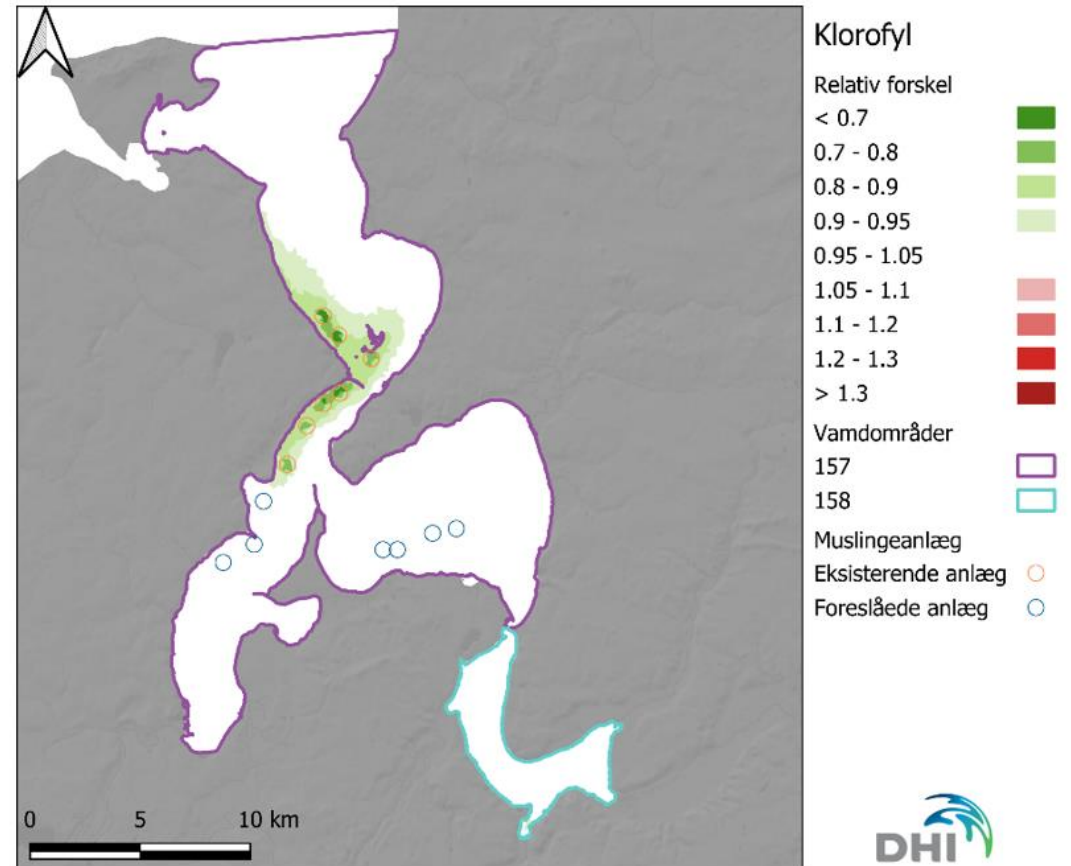 Klorofyl
Relativ forskel
< 0.7
0.7 - 0.8
0.8 - 0.9
0.9 - 0.95
0.95 - 1.05
1.05 - 1.1
1.1 - 1.2
1.2 - 1.3
> 1.3
Vamdområder
157
158
Muslingeanlæg
Eksisterende anlæg
Foreslåede anlæg
0 5 10 km
DHI